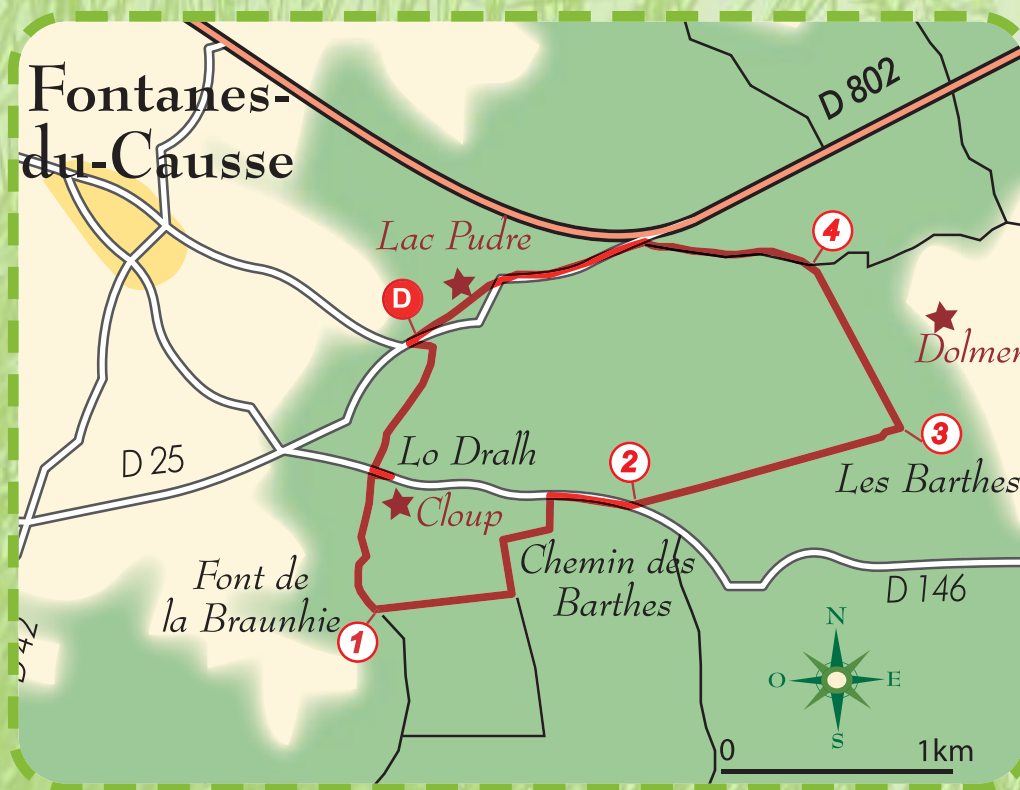 Fontanes-
du-Causse
D 802
Lac Pudre
4
D
Dolmen
3
Les Barthes
2
Lo Dralh
D 25
Cloup
Chemin des
Barthes
Font de
la Braunhie
1
D 146
D 42
N
O
E
S
0
1km